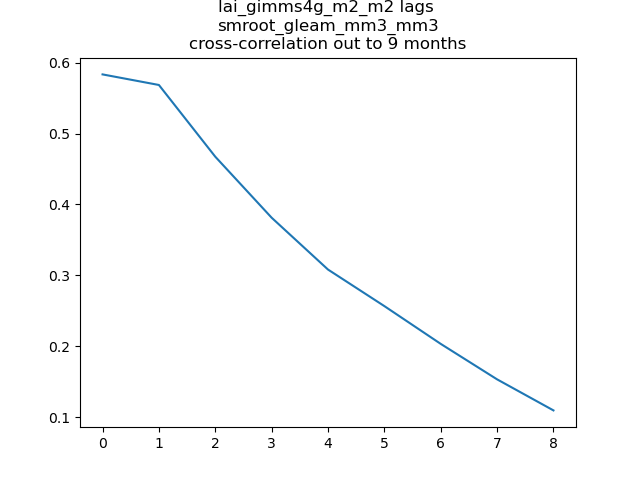 lai_gimms4g_m2_m2 lags
smroot_gleam_mm3_mm3
cross-correlation out to 9 months
0.6
0.5
0.4
0.3
0.2
0.1
0 1 2 3 4 5 6 7 8